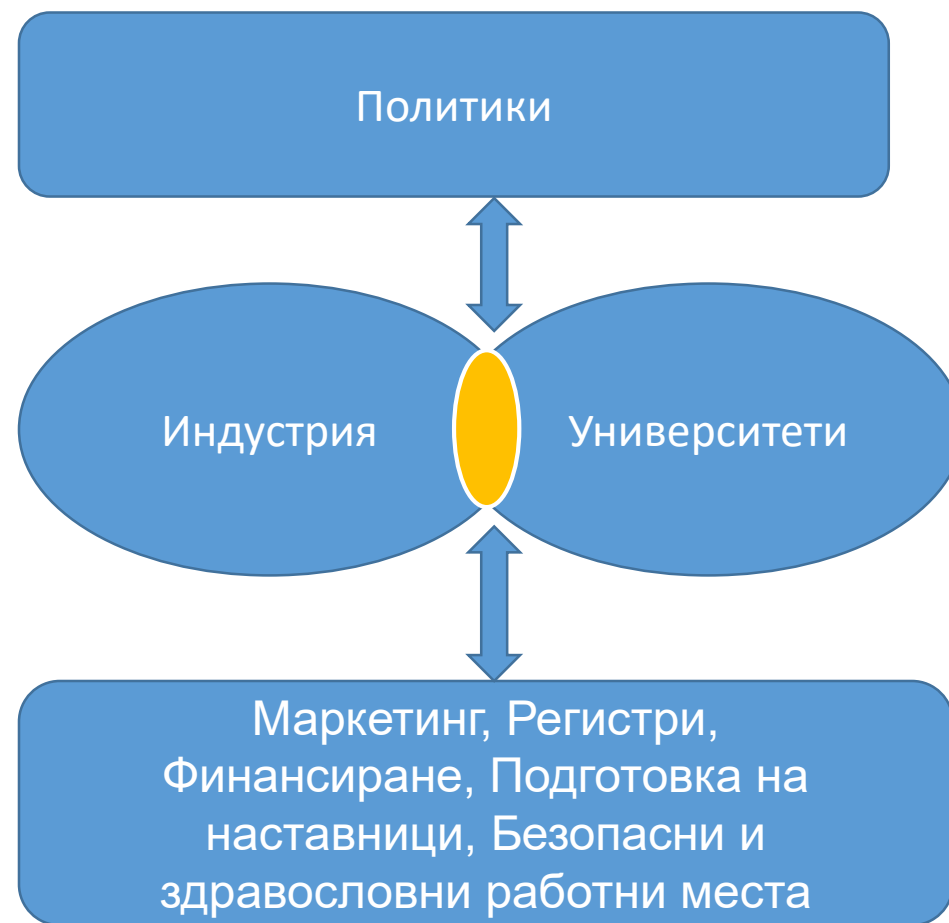 Политики
Индустрия
Университети
Маркетинг, Регистри,
Финансиране, Подготовка на
наставници, Безопасни и
здравословни работни места